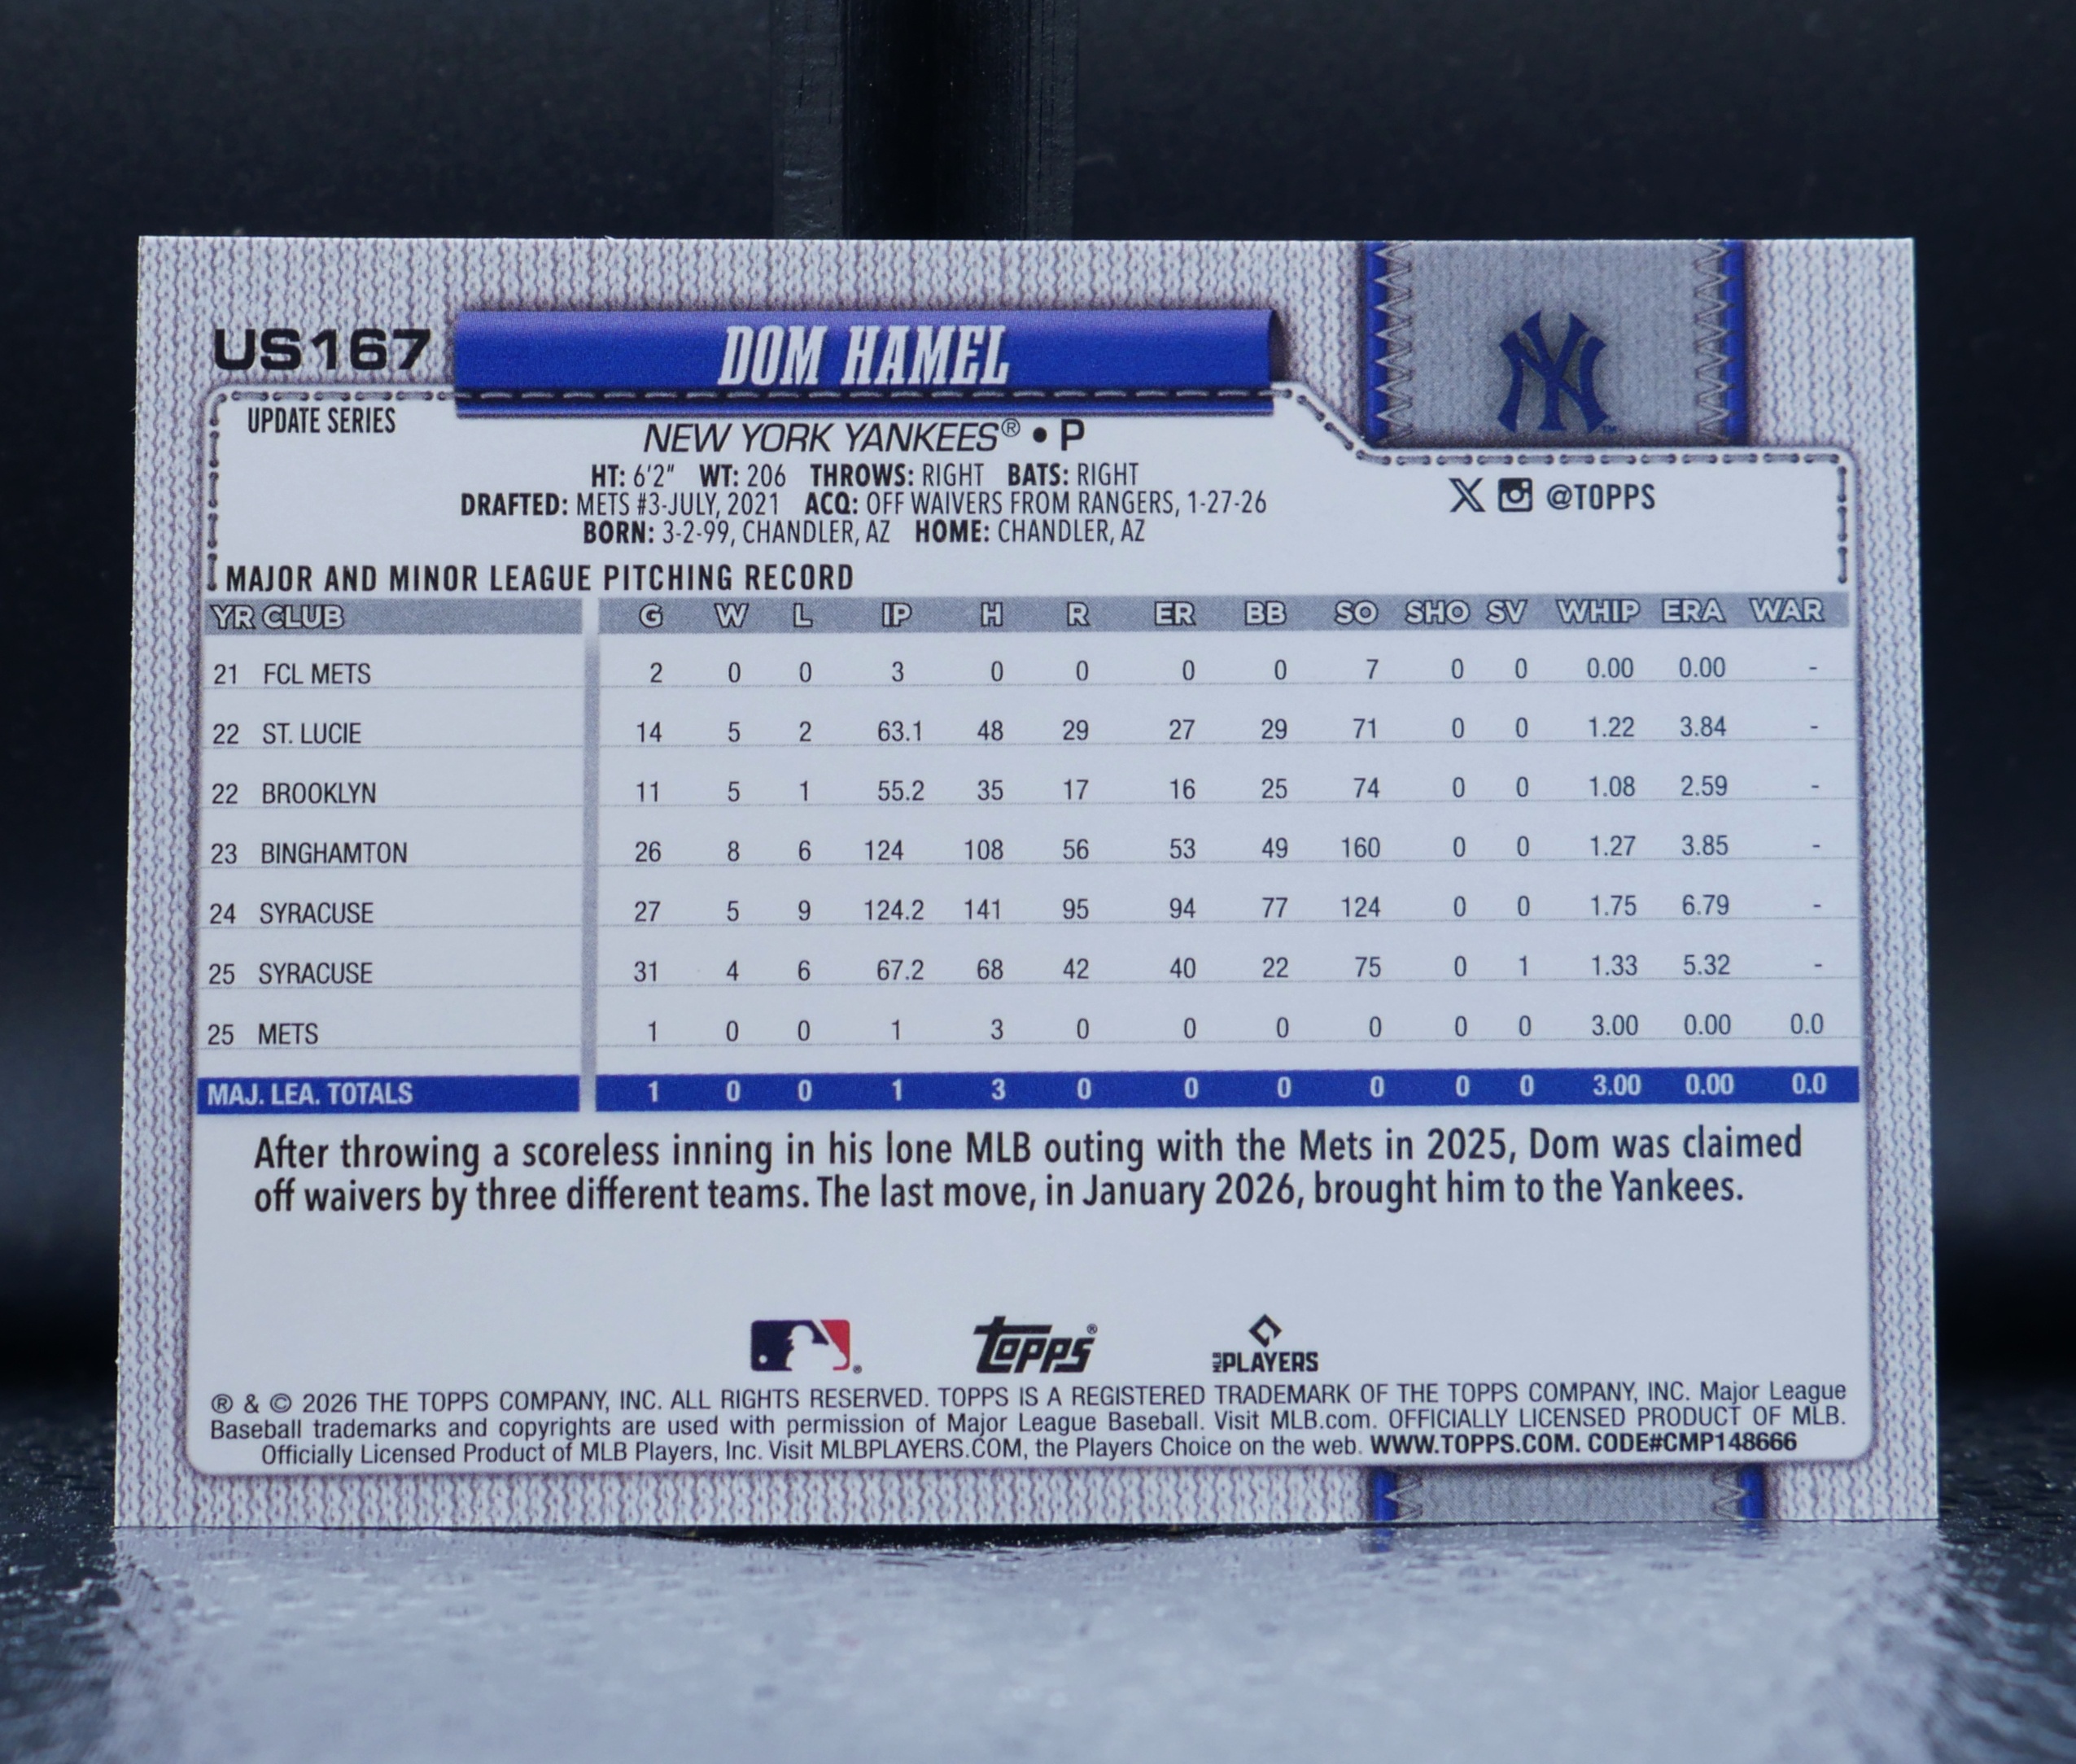 US167
DOM HAMEL
NY
™
UPDATE SERIES
NEW YORK YANKEES® • P
HT: 6'2" WT: 206 THROWS: RIGHT BATS: RIGHT
DRAFTED: METS #3-JULY, 2021 ACQ: OFF WAIVERS FROM RANGERS, 1-27-26
BORN: 3-2-99, CHANDLER, AZ HOME: CHANDLER, AZ
X @TOPPS
MAJOR AND MINOR LEAGUE PITCHING RECORD
YR CLUB G W L IP H R ER BB SO SHO SV WHIP ERA WAR
21 FCL METS 2 0 0 3 0 0 0 0 7 0 0 0.00 0.00 -
22 ST. LUCIE 14 5 2 63.1 48 29 27 29 71 0 0 1.22 3.84 -
22 BROOKLYN 11 5 1 55.2 35 17 16 25 74 0 0 1.08 2.59 -
23 BINGHAMTON 26 8 6 124 108 56 53 49 160 0 0 1.27 3.85 -
24 SYRACUSE 27 5 9 124.2 141 95 94 77 124 0 0 1.75 6.79 -
25 SYRACUSE 31 4 6 67.2 68 42 40 22 75 0 1 1.33 5.32 -
25 METS 1 0 0 1 3 0 0 0 0 0 0 3.00 0.00 0.0
MAJ. LEA. TOTALS 1 0 0 1 3 0 0 0 0 0 0 3.00 0.00 0.0
After throwing a scoreless inning in his lone MLB outing with the Mets in 2025, Dom was claimed
off waivers by three different teams. The last move, in January 2026, brought him to the Yankees.
® topps® MLB PLAYERS
® & © 2026 THE TOPPS COMPANY, INC. ALL RIGHTS RESERVED. TOPPS IS A REGISTERED TRADEMARK OF THE TOPPS COMPANY, INC. Major League
Baseball trademarks and copyrights are used with permission of Major League Baseball. Visit MLB.com. OFFICIALLY LICENSED PRODUCT OF MLB.
Officially Licensed Product of MLB Players, Inc. Visit MLBPLAYERS.COM, the Players Choice on the web. WWW.TOPPS.COM. CODE#CMP148666